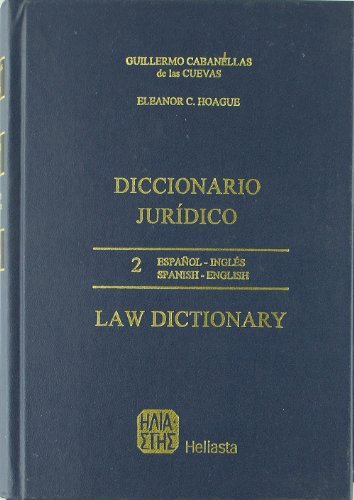 GUILLERMO CABANELLAS
de las CUEVAS
ELEANOR C. HOAGUE
DICCIONARIO
JURÍDICO
2
ESPAÑOL - INGLÉS
SPANISH - ENGLISH
LAW DICTIONARY
ΗΛΙΑ
ΣΤΗΣ
Heliasta